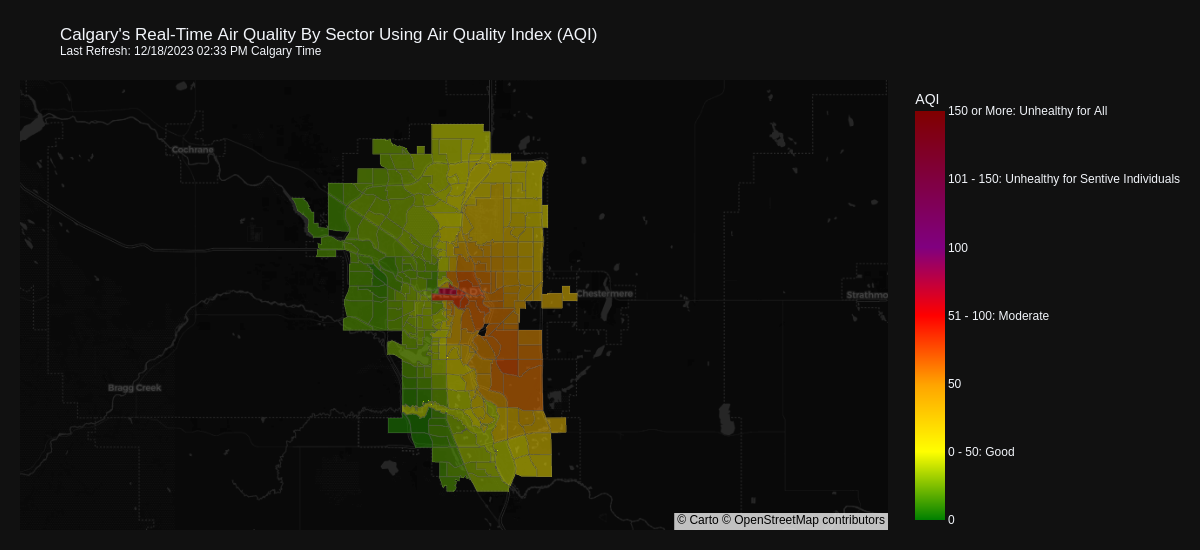 Calgary's Real-Time Air Quality By Sector Using Air Quality Index (AQI)
Last Refresh: 12/18/2023 02:33 PM Calgary Time
AQI
150 or More: Unhealthy for All
Cochrane
101 - 150: Unhealthy for Sentive Individuals
100
CALGARY
Chestermere
Strathmo
51 - 100: Moderate
50
Bragg Creek
0 - 50: Good
0
© Carto © OpenStreetMap contributors